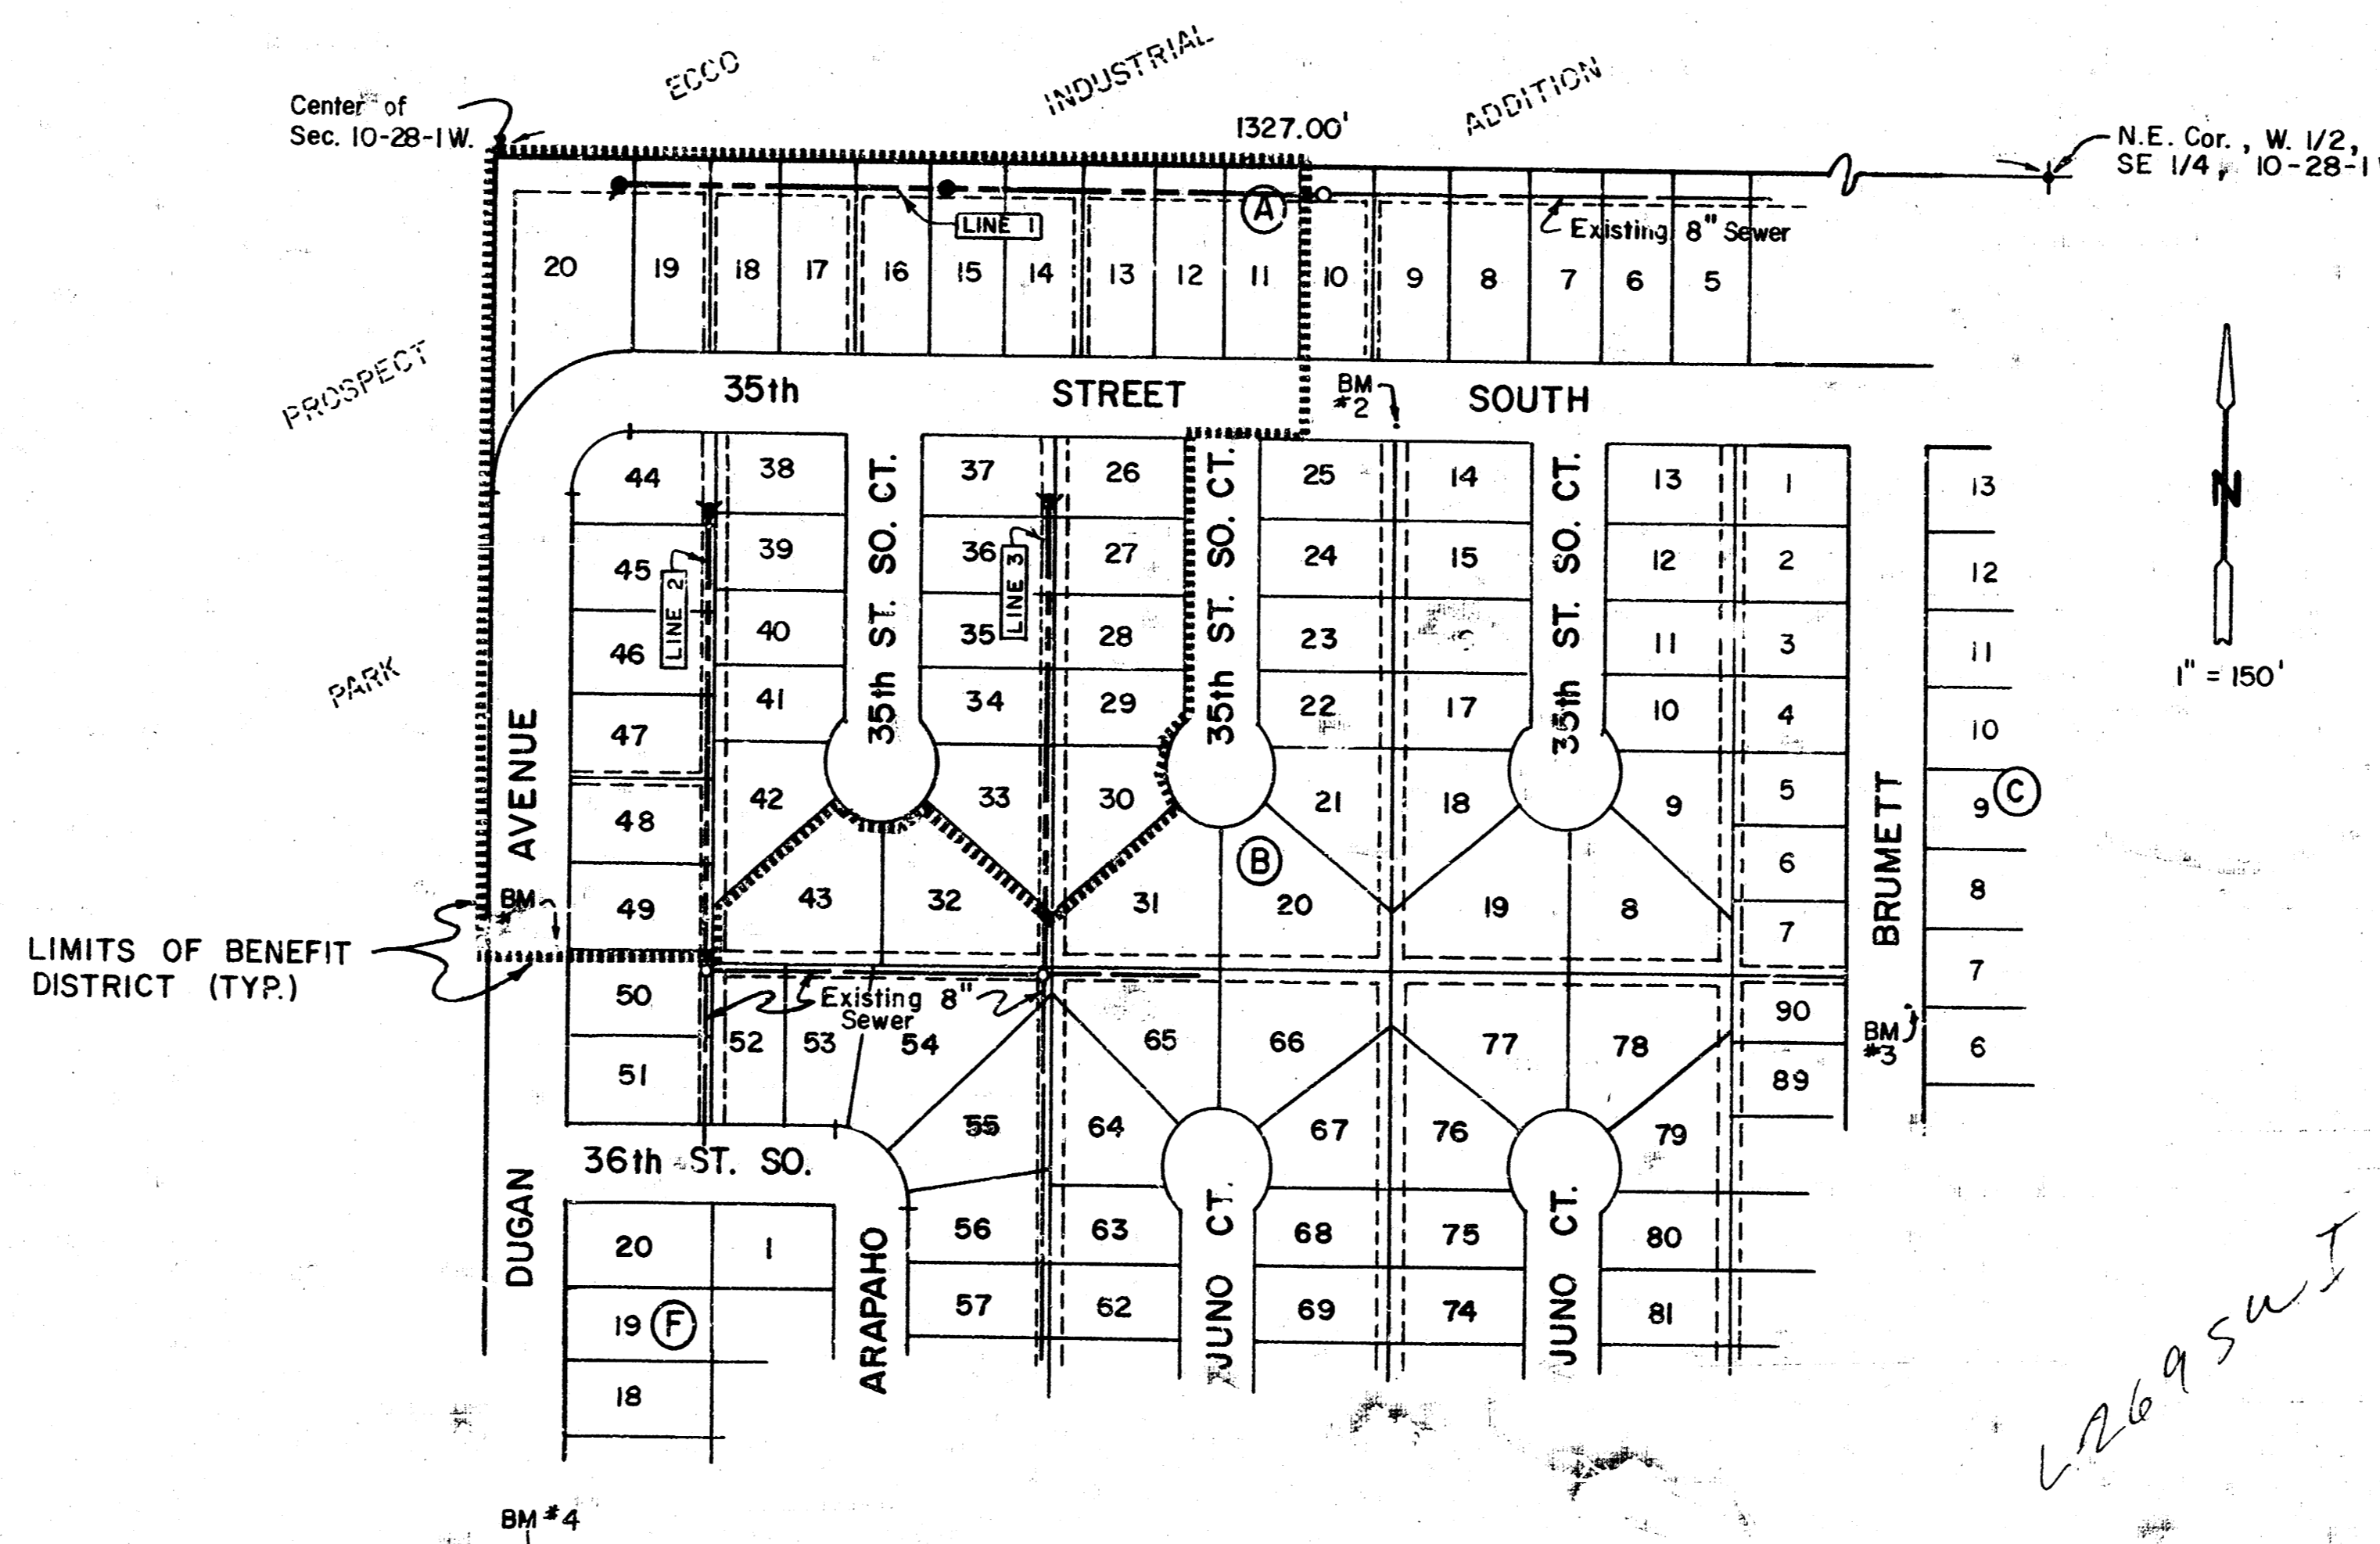 ECCO INDUSTRIAL ADDITION
Center of
Sec. 10-28-1W.
1327.00'
N.E. Cor., W. 1/2,
SE 1/4, 10-28-1
A
LINE 1
Existing 8" Sewer
20 19 18 17 16 15 14 13 12 11 10 9 8 7 6 5
PROSPECT
PARK
35th STREET SOUTH
BM
#2
N
1" = 150'
44 38 37 26 25 14 13 1 13
45 39 36 27 24 15 12 2 12
46 40 35 28 23 11 3 11
47 41 34 29 22 17 10 4 10
48 42 33 30 21 18 9 5 9
49 43 32 31 20 19 8 6 8
7 7
LINE 2
LINE 3
35th ST. SO. CT.
35th ST. SO. CT.
35th ST. SO. CT.
B
C
AVENUE
BRUMETT
BM
#
LIMITS OF BENEFIT
DISTRICT (TYP.)
Existing 8"
Sewer
50 52 53 54 65 66 77 78 90 6
51 55 64 67 76 79 89
BM
#3
36th ST. SO.
DUGAN
ARAPAHO
JUNO CT.
JUNO CT.
20 1 56 63 68 75 80
19 F 57 62 69 74 81
18
BM #4